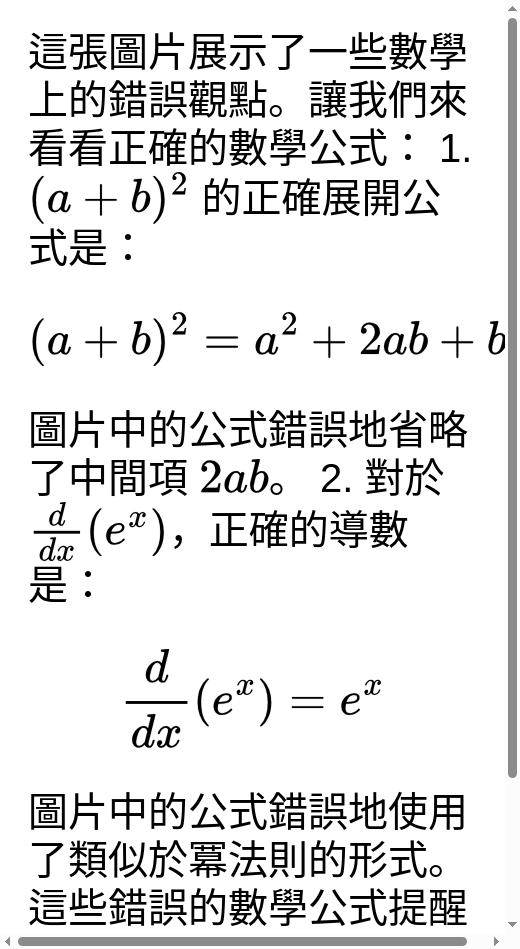 這張圖片展示了一些數學
上的錯誤觀點。讓我們來
看看正確的數學公式： 1.
(a + b)² 的正確展開公
式是：
(a + b)² = a² + 2ab + b
圖片中的公式錯誤地省略
了中間項 2ab。 2. 對於
d/dx(eˣ)，正確的導數
是：
d/dx(eˣ) = eˣ
圖片中的公式錯誤地使用
了類似於冪法則的形式。
這些錯誤的數學公式提醒